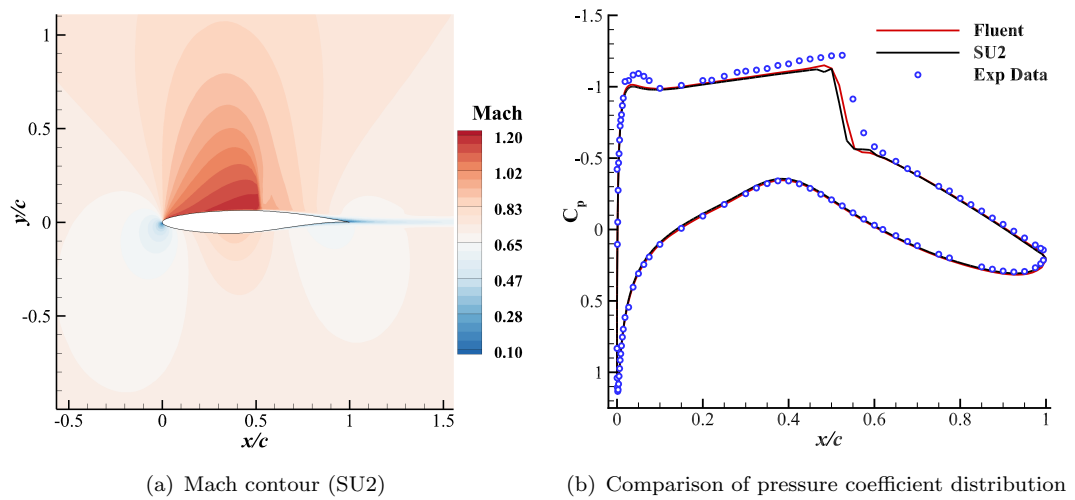 1
0.5
0
-0.5
y/c
-0.5
0
0.5
1
1.5
x/c
Mach
1.20
1.02
0.83
0.65
0.47
0.28
0.10
(a) Mach contour (SU2)
-1.5
-1
-0.5
0
0.5
1
Cp
0
0.2
0.4
0.6
0.8
1
x/c
Fluent
SU2
Exp Data
(b) Comparison of pressure coefficient distribution